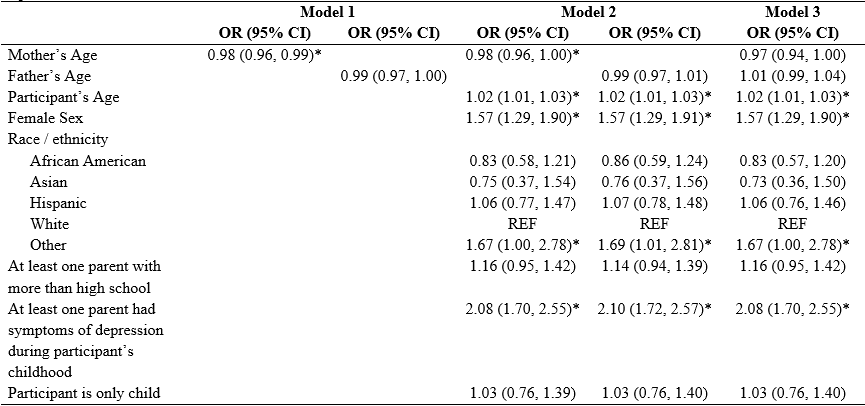 Model 1 Model 2 Model 3
OR (95% CI) OR (95% CI) OR (95% CI) OR (95% CI) OR (95% CI)
Mother's Age 0.98 (0.96, 0.99)* 0.98 (0.96, 1.00)* 0.97 (0.94, 1.00)
Father's Age 0.99 (0.97, 1.00) 0.99 (0.97, 1.01) 1.01 (0.99, 1.04)
Participant's Age 1.02 (1.01, 1.03)* 1.02 (1.01, 1.03)* 1.02 (1.01, 1.03)*
Female Sex 1.57 (1.29, 1.90)* 1.57 (1.29, 1.91)* 1.57 (1.29, 1.90)*
Race / ethnicity
African American 0.83 (0.58, 1.21) 0.86 (0.59, 1.24) 0.83 (0.57, 1.20)
Asian 0.75 (0.37, 1.54) 0.76 (0.37, 1.56) 0.73 (0.36, 1.50)
Hispanic 1.06 (0.77, 1.47) 1.07 (0.78, 1.48) 1.06 (0.76, 1.46)
White REF REF REF
Other 1.67 (1.00, 2.78)* 1.69 (1.01, 2.81)* 1.67 (1.00, 2.78)*
At least one parent with 1.16 (0.95, 1.42) 1.14 (0.94, 1.39) 1.16 (0.95, 1.42)
more than high school
At least one parent had 2.08 (1.70, 2.55)* 2.10 (1.72, 2.57)* 2.08 (1.70, 2.55)*
symptoms of depression
during participant's
childhood
Participant is only child 1.03 (0.76, 1.39) 1.03 (0.76, 1.40) 1.03 (0.76, 1.40)